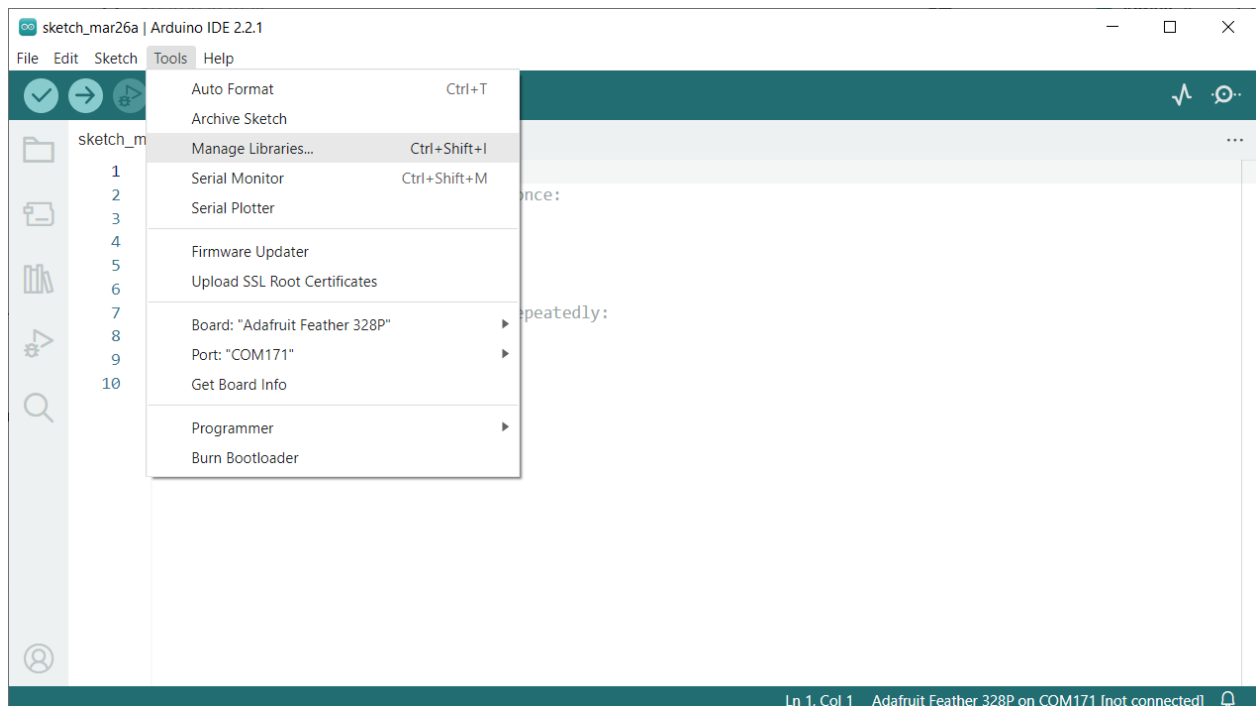 sketch_mar26a | Arduino IDE 2.2.1
File Edit Sketch Tools Help
Auto Format Ctrl+T
Archive Sketch
sketch_m
Manage Libraries... Ctrl+Shift+I
1
Serial Monitor Ctrl+Shift+M
2 once:
Serial Plotter
3
4
Firmware Updater
5
Upload SSL Root Certificates
6
7 epeatedly:
Board: "Adafruit Feather 328P"
8
Port: "COM171"
9
Get Board Info
10
Programmer
Burn Bootloader
Ln 1, Col 1 Adafruit Feather 328P on COM171 [not connected]